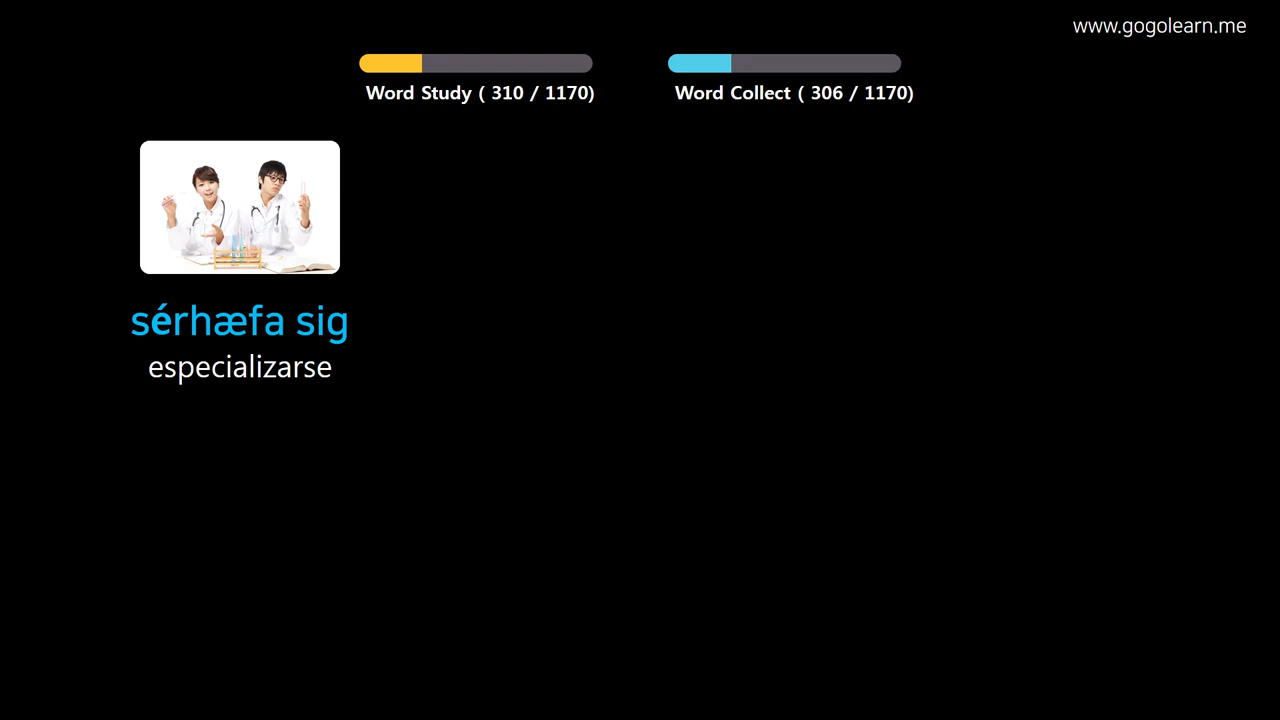 www.gogolearn.me
Word Study ( 310 / 1170)
Word Collect ( 306 / 1170)
sérhæfa sig
especializarse